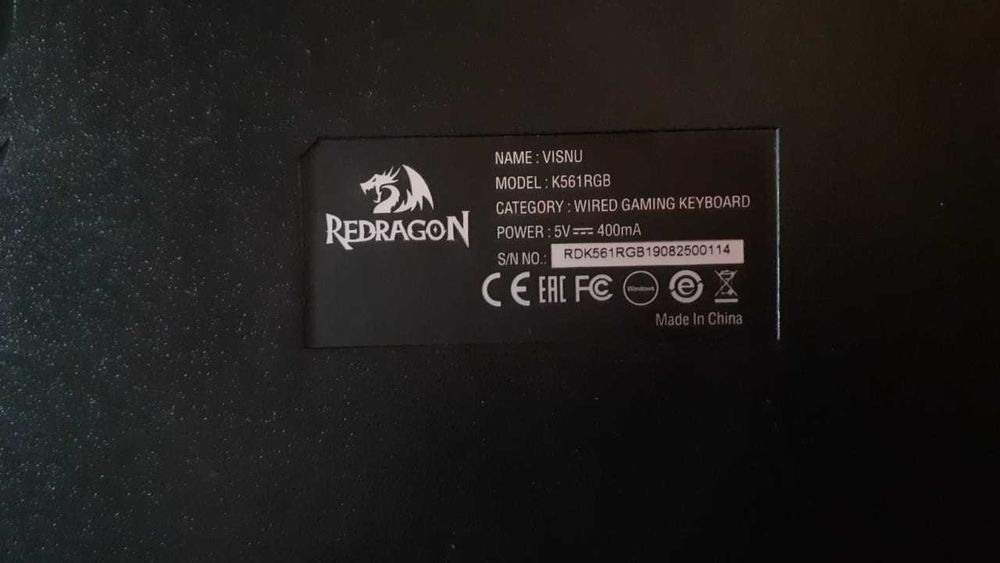 REDRAGON
NAME : VISNU
MODEL : K561RGB
CATEGORY : WIRED GAMING KEYBOARD
POWER : 5V⎓400mA
S/N NO.: RDK561RGB19082500114
CE EAC FC Windows e
Made In China